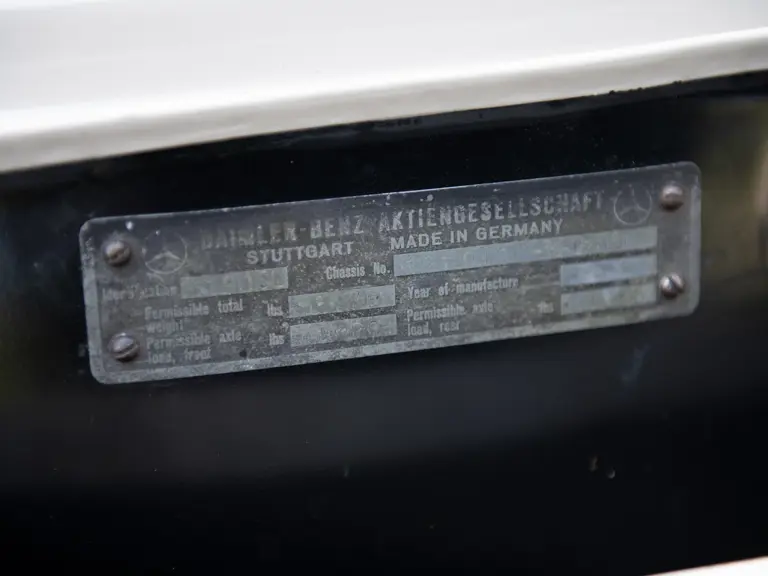 DAIMLER-BENZ AKTIENGESELLSCHAFT
STUTTGART MADE IN GERMANY
Chassis No.
Permissible total weight lbs. Year of manufacture
Permissible axle load, front lbs Permissible axle load, rear lbs